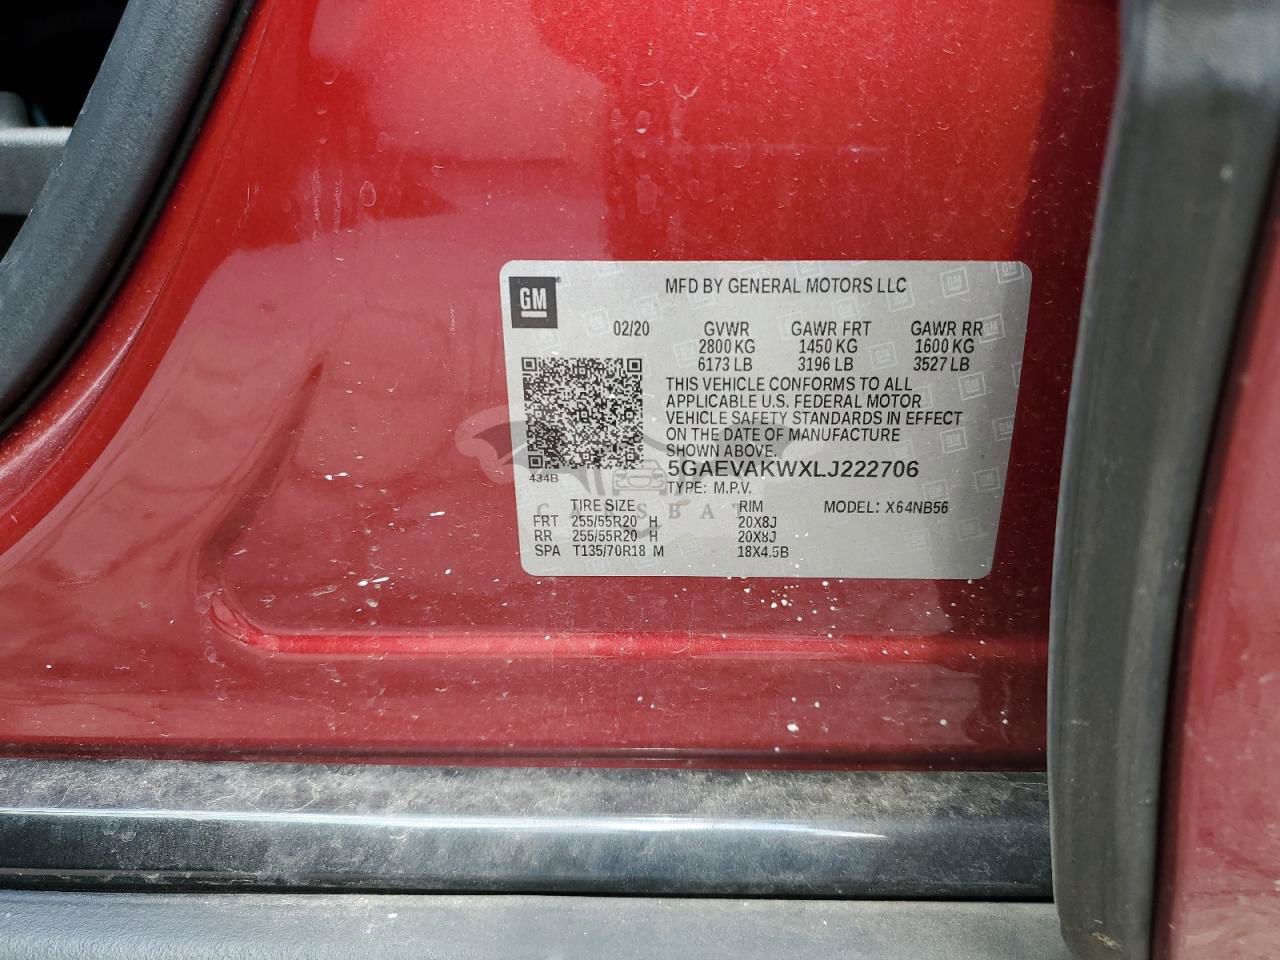 GM
MFD BY GENERAL MOTORS LLC
02/20 GVWR GAWR FRT GAWR RR
2800 KG 1450 KG 1600 KG
6173 LB 3196 LB 3527 LB
THIS VEHICLE CONFORMS TO ALL
APPLICABLE U.S. FEDERAL MOTOR
VEHICLE SAFETY STANDARDS IN EFFECT
ON THE DATE OF MANUFACTURE
SHOWN ABOVE.
5GAEVAKWXLJ222706
434B
TYPE: M.P.V.
TIRE SIZE RIM MODEL: X64NB56
FRT 255/55R20 H 20X8J
RR 255/55R20 H 20X8J
SPA T135/70R18 M 18X4.5B
CARSBAT